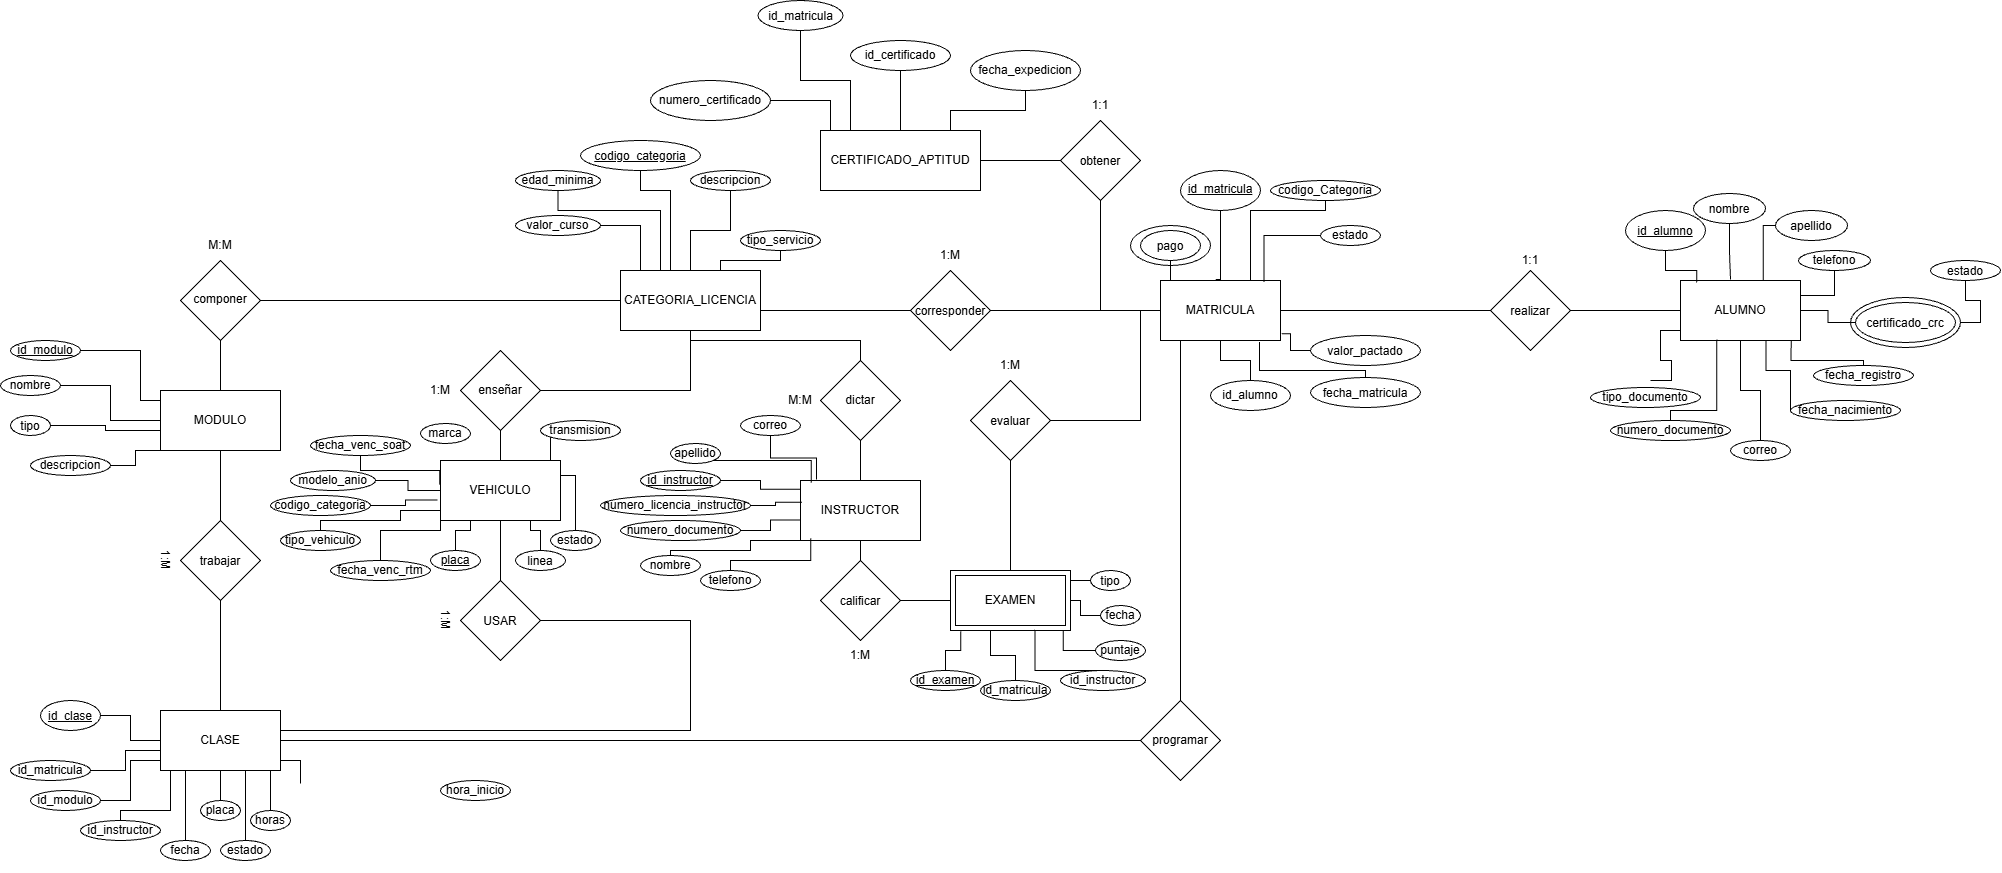 id_matricula
id_certificado
fecha_expedicion
numero_certificado
1:1
CERTIFICADO_APTITUD
obtener
codigo_categoria
edad_minima
descripcion
valor_curso
tipo_servicio
M:M
componer
CATEGORIA_LICENCIA
1:M
corresponder
id_matricula
codigo_Categoria
pago
estado
MATRICULA
valor_pactado
id_alumno
fecha_matricula
1:1
realizar
nombre
id_alumno
apellido
telefono
estado
ALUMNO
certificado_crc
fecha_registro
tipo_documento
fecha_nacimiento
numero_documento
correo
id_modulo
nombre
MODULO
tipo
descripcion
1:M
enseñar
M:M
dictar
1:M
evaluar
marca
transmision
fecha_venc_soat
modelo_anio
VEHICULO
codigo_categoria
tipo_vehiculo
placa
linea
estado
fecha_venc_rtm
correo
apellido
id_instructor
numero_licencia_instructor
INSTRUCTOR
numero_documento
nombre
telefono
1:M
trabajar
1:M
USAR
calificar
1:M
EXAMEN
tipo
fecha
puntaje
id_examen
id_matricula
id_instructor
id_clase
CLASE
programar
id_matricula
id_modulo
placa
horas
id_instructor
fecha
estado
hora_inicio